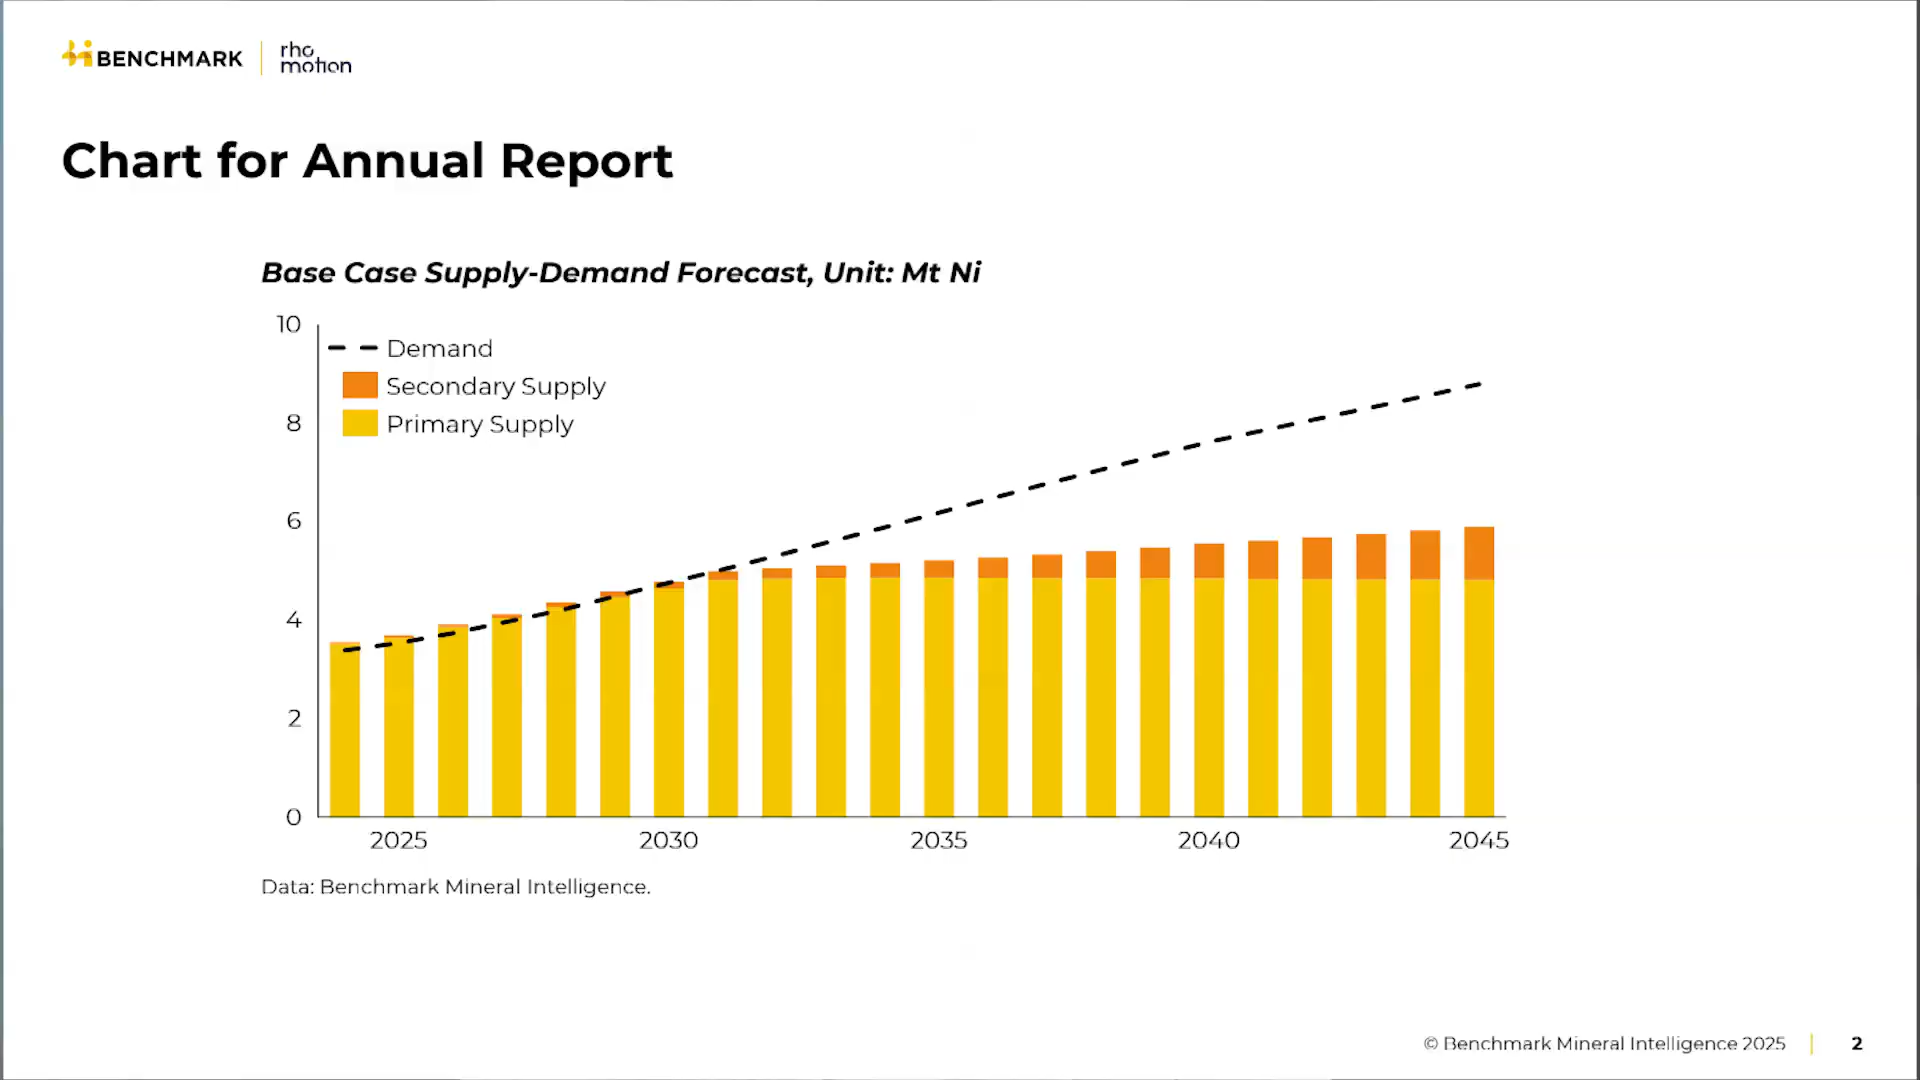 BENCHMARK
rho
motion
Chart for Annual Report
Base Case Supply-Demand Forecast, Unit: Mt Ni
10
8
6
4
2
0
Demand
Secondary Supply
Primary Supply
2025 2030 2035 2040 2045
Data: Benchmark Mineral Intelligence.
© Benchmark Mineral Intelligence 2025 2